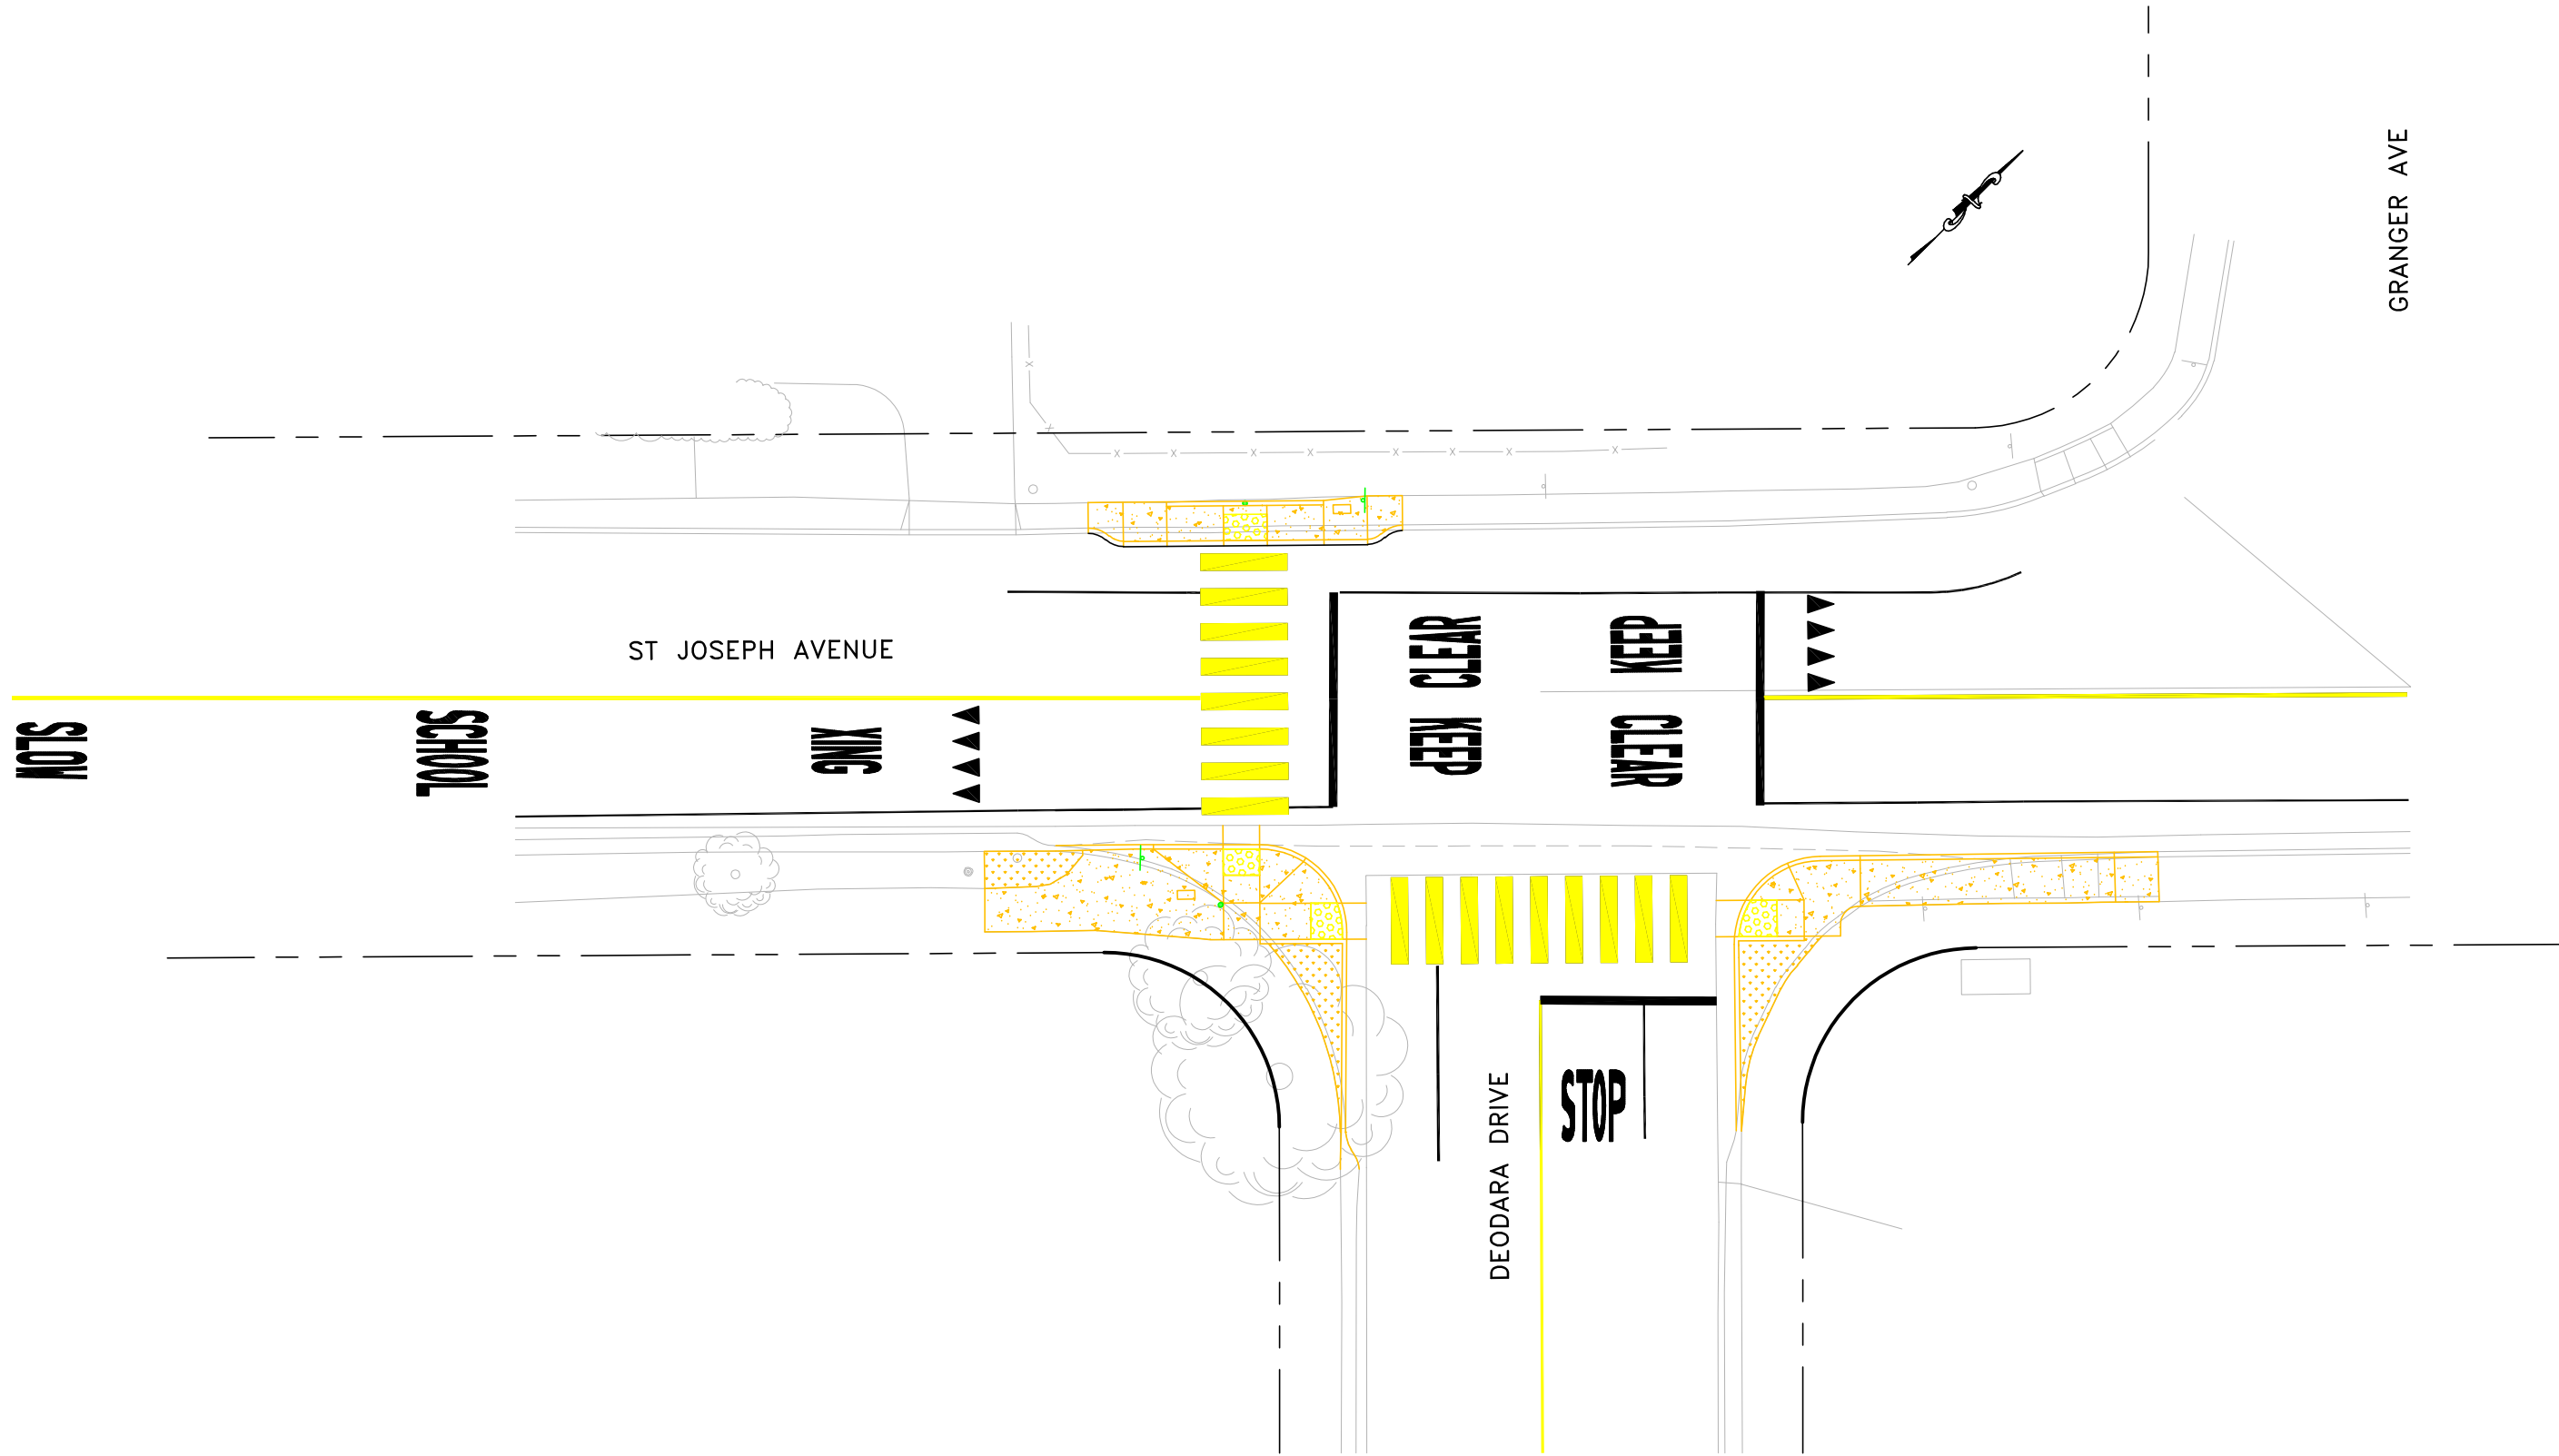 GRANGER AVE
ST JOSEPH AVENUE
KEEP
CLEAR
KEEP
CLEAR
SLOW
SCHOOL
XING
STOP
DEODARA DRIVE